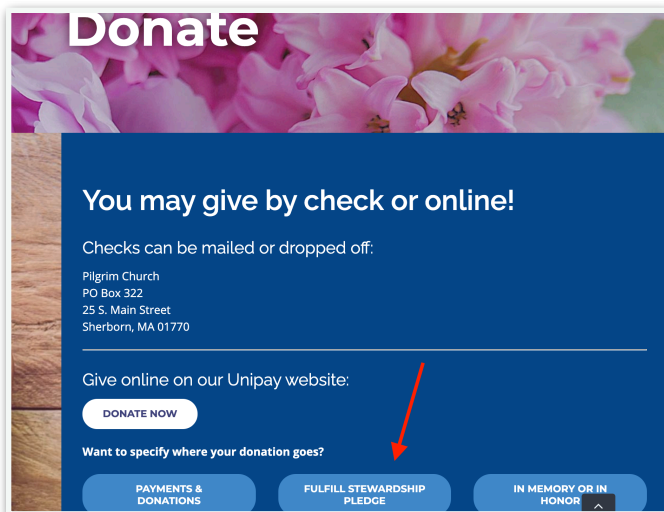 Donate
You may give by check or online!
Checks can be mailed or dropped off:
Pilgrim Church
PO Box 322
25 S. Main Street
Sherborn, MA 01770
Give online on our Unipay website:
DONATE NOW
Want to specify where your donation goes?
PAYMENTS &
DONATIONS
FULFILL STEWARDSHIP
PLEDGE
IN MEMORY OR IN
HONOR